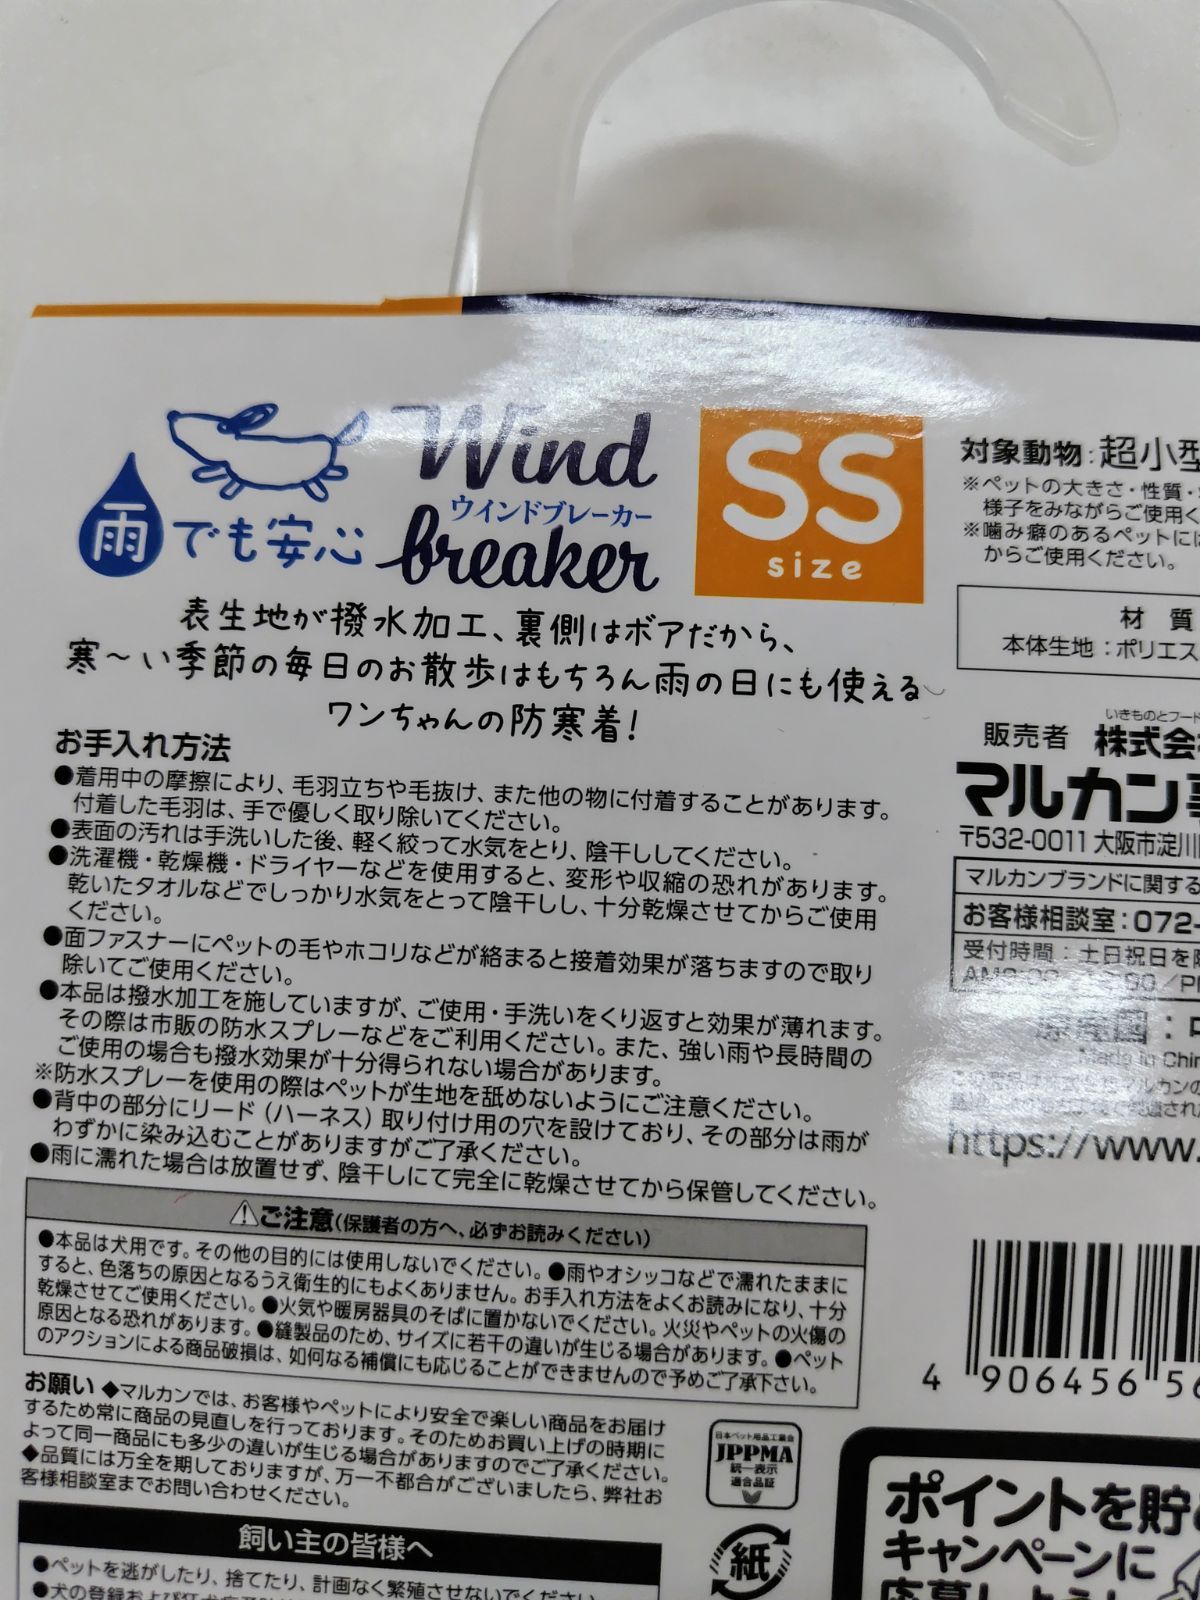 雨でも安心
Wind
ウインドブレーカー
breaker
SS
size
表生地が撥水加工、裏側はボアだから、
寒〜い季節の毎日のお散歩はもちろん雨の日にも使える
ワンちゃんの防寒着!
お手入れ方法
●着用中の摩擦により、毛羽立ちや毛抜け、また他の物に付着することがあります。
付着した毛羽は、手で優しく取り除いてください。
●表面の汚れは手洗いした後、軽く絞って水気をとり、陰干ししてください。
●洗濯機・乾燥機・ドライヤーなどを使用すると、変形や収縮の恐れがあります。
乾いたタオルなどでしっかり水気をとって陰干しし、十分乾燥させてからご使用
ください。
●面ファスナーにペットの毛やホコリなどが絡まると接着効果が落ちますので取り
除いてご使用ください。
●本品は撥水加工を施していますが、ご使用・手洗いをくり返すと効果が薄れます。
その際は市販の防水スプレーなどをご利用ください。また、強い雨や長時間の
ご使用の場合も撥水効果が十分得られない場合があります。
※防水スプレーを使用の際はペットが生地を舐めないようにご注意ください。
●背中の部分にリード(ハーネス)取り付け用の穴を設けており、その部分は雨が
わずかに染み込むことがありますがご了承ください。
●雨に濡れた場合は放置せず、陰干しにて完全に乾燥させてから保管してください。
⚠ご注意(保護者の方へ、必ずお読みください)
●本品は犬用です。その他の目的には使用しないでください。●雨やオシッコなどで濡れたままに
すると、色落ちの原因となるうえ衛生的にもよくありません。お手入れ方法をよくお読みになり、十分
乾燥させてご使用ください。●火気や暖房器具のそばに置かないでください。火災やペットの火傷の
原因となる恐れがあります。●縫製品のため、サイズに若干の違いが生じる場合があります。●ペット
のアクションによる商品破損は、如何なる補償にも応じることができませんので予めご了承下さい。
お願い ◆マルカンでは、お客様やペットにより安全で楽しい商品をお届け
するため常に商品の見直しを行っております。そのためお買い上げの時期に
よって同一商品にも多少の違いが生じる場合がありますのでご了承ください。
◆品質には万全を期しておりますが、万一不都合がございましたら、弊社お
客様相談室までお問い合わせください。
飼い主の皆様へ
●ペットを逃がしたり、捨てたり、計画なく繁殖させないでください。
対象動物:超小型
※ペットの大きさ・性質・
様子をみながらご使用く
※噛み癖のあるペットには
からご使用ください。
材 質
本体生地:ポリエス
いきものとフード
販売者 株式会
マルカン
〒532-0011 大阪市淀川
マルカンブランドに関する
お客様相談室:072-
受付時間:土日祝日を
原産国:
Made in Chin
https://www.
4 906456 56
日本ペット用品工業会
JPPMA
統一表示
適合品証
紙
ポイントを貯
キャンペーンに
応募しよう!